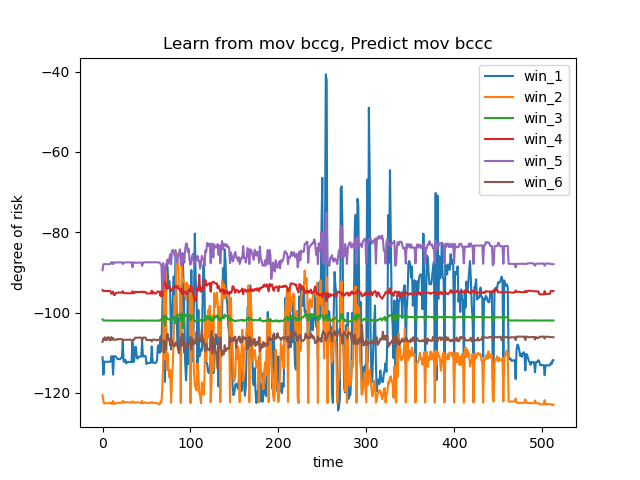 Learn from mov bccg, Predict mov bccc
−40
−60
−80
−100
−120
degree of risk
0
100
200
300
400
500
time
win_1
win_2
win_3
win_4
win_5
win_6